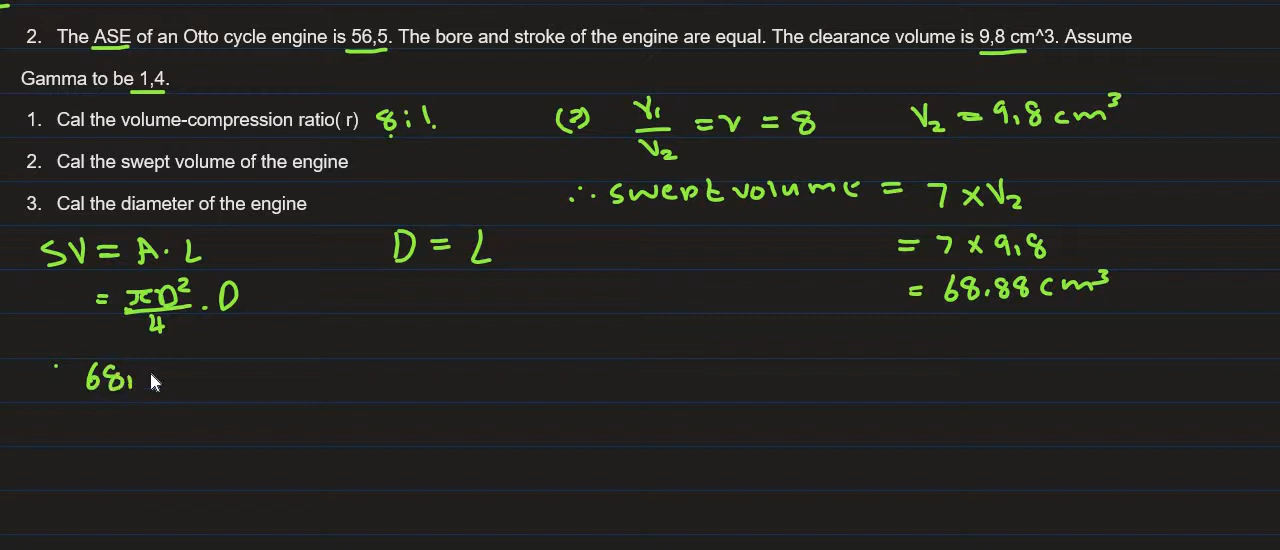 2. The ASE of an Otto cycle engine is 56,5. The bore and stroke of the engine are equal. The clearance volume is 9,8 cm^3. Assume
Gamma to be 1,4.
1. Cal the volume-compression ratio( r) 8:1.
2. Cal the swept volume of the engine
3. Cal the diameter of the engine
(2) V1/V2 = r = 8
V2 = 9,8 cm³
∴ swept volume = 7 × V2
= 7 × 9,8
= 68.88 cm³
SV = A · L
D = L
= πD²/4 . D
68,